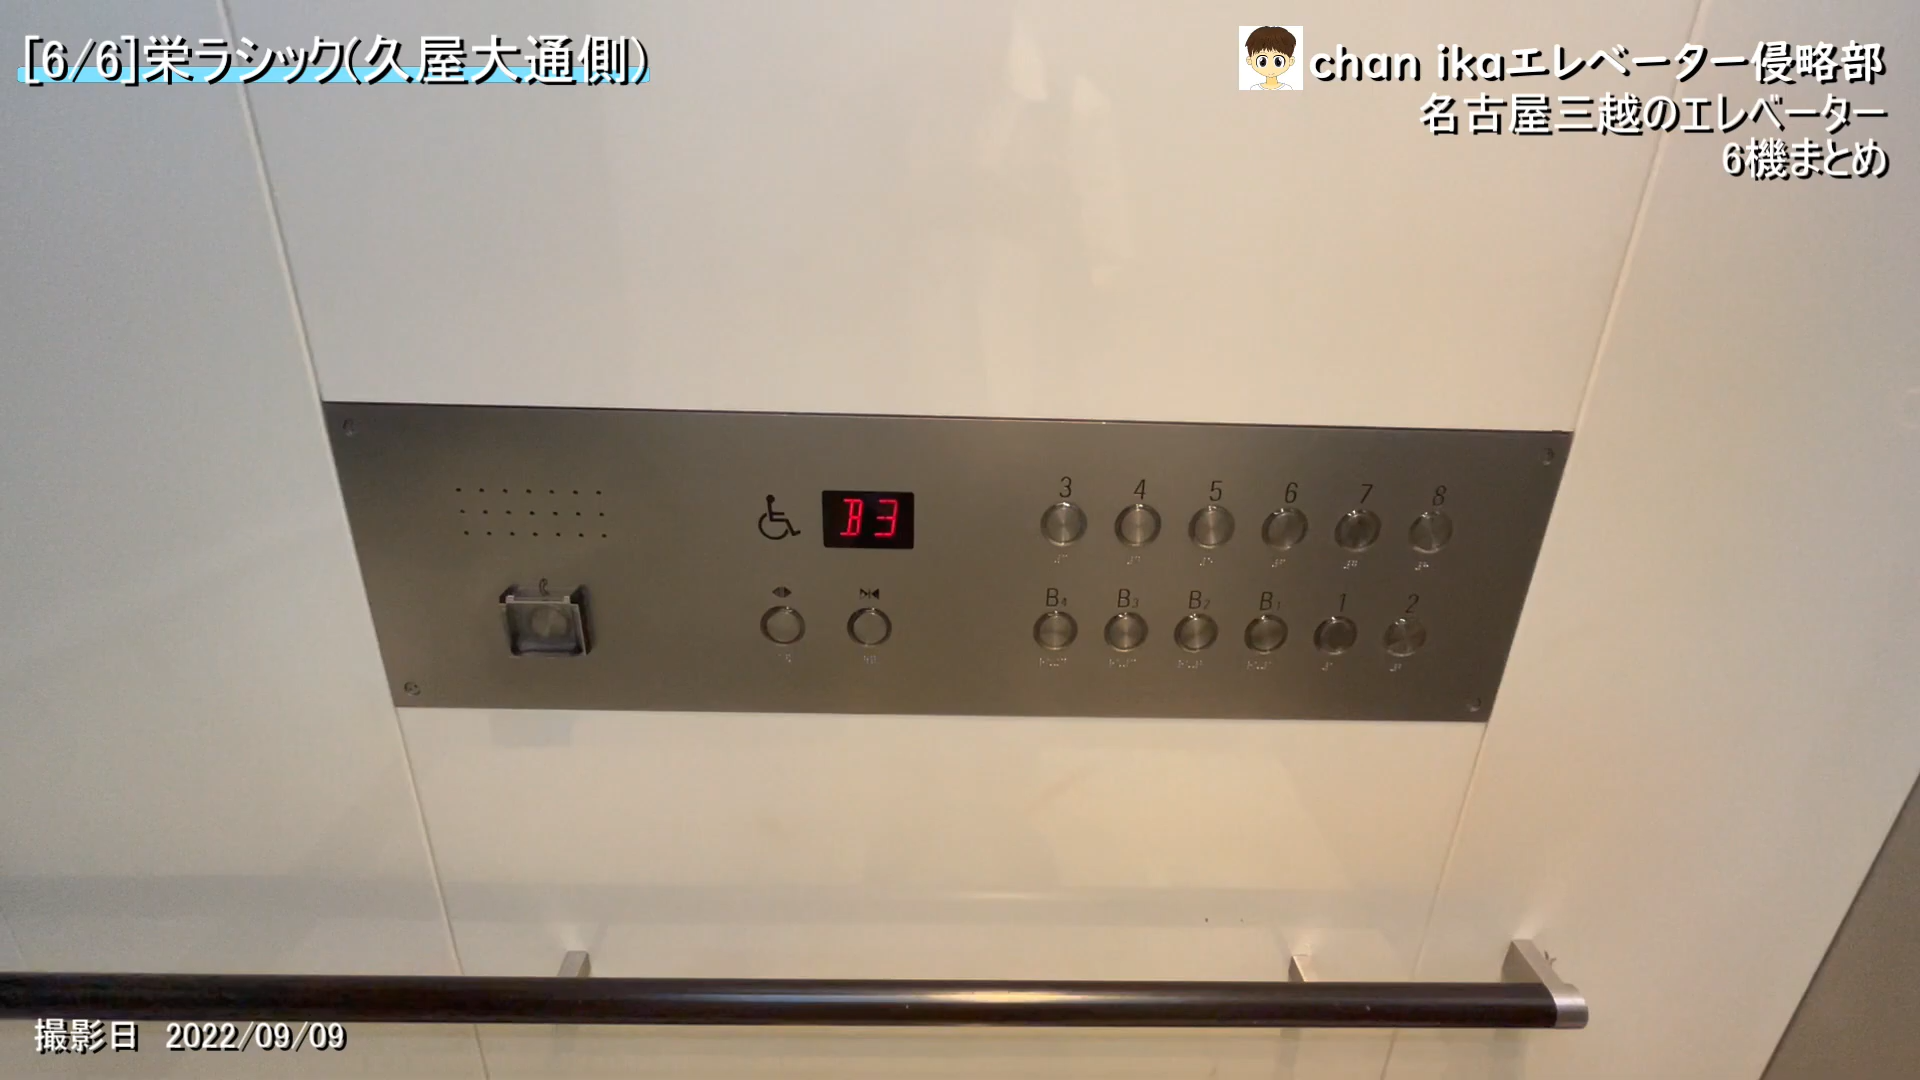 [6/6]栄ラシック(久屋大通側)
chan ikaエレベーター侵略部
名古屋三越のエレベーター
6機まとめ
B3
3 4 5 6 7 8
B4 B3 B2 B1 1 2
撮影日 2022/09/09